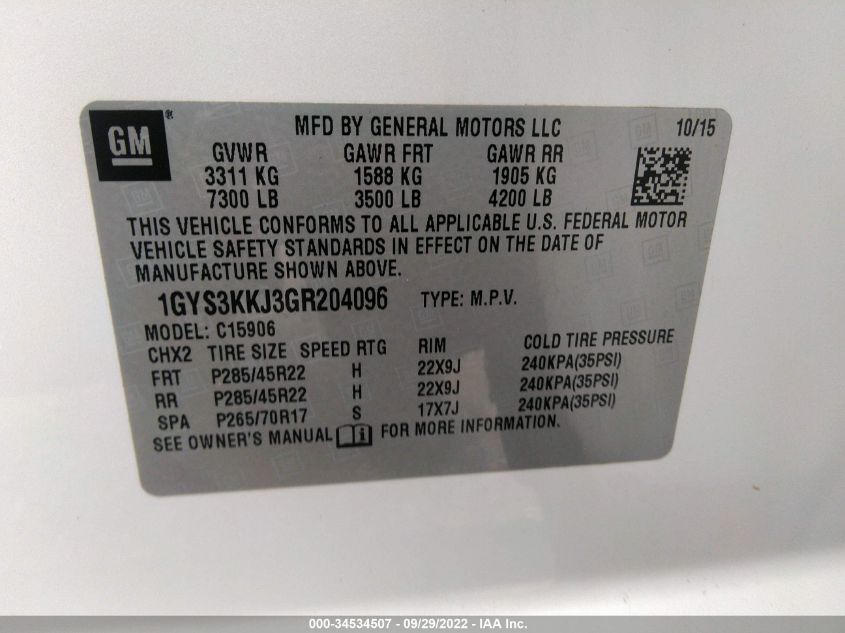 GM® MFD BY GENERAL MOTORS LLC 10/15
GVWR GAWR FRT GAWR RR
3311 KG 1588 KG 1905 KG
7300 LB 3500 LB 4200 LB
THIS VEHICLE CONFORMS TO ALL APPLICABLE U.S. FEDERAL MOTOR
VEHICLE SAFETY STANDARDS IN EFFECT ON THE DATE OF
MANUFACTURE SHOWN ABOVE.
1GYS3KKJ3GR204096 TYPE: M.P.V.
MODEL: C15906
CHX2 TIRE SIZE SPEED RTG RIM COLD TIRE PRESSURE
FRT P285/45R22 H 22X9J 240KPA(35PSI)
RR P285/45R22 H 22X9J 240KPA(35PSI)
SPA P265/70R17 S 17X7J 240KPA(35PSI)
SEE OWNER'S MANUAL i FOR MORE INFORMATION.
000-34534507 - 09/29/2022 - IAA Inc.